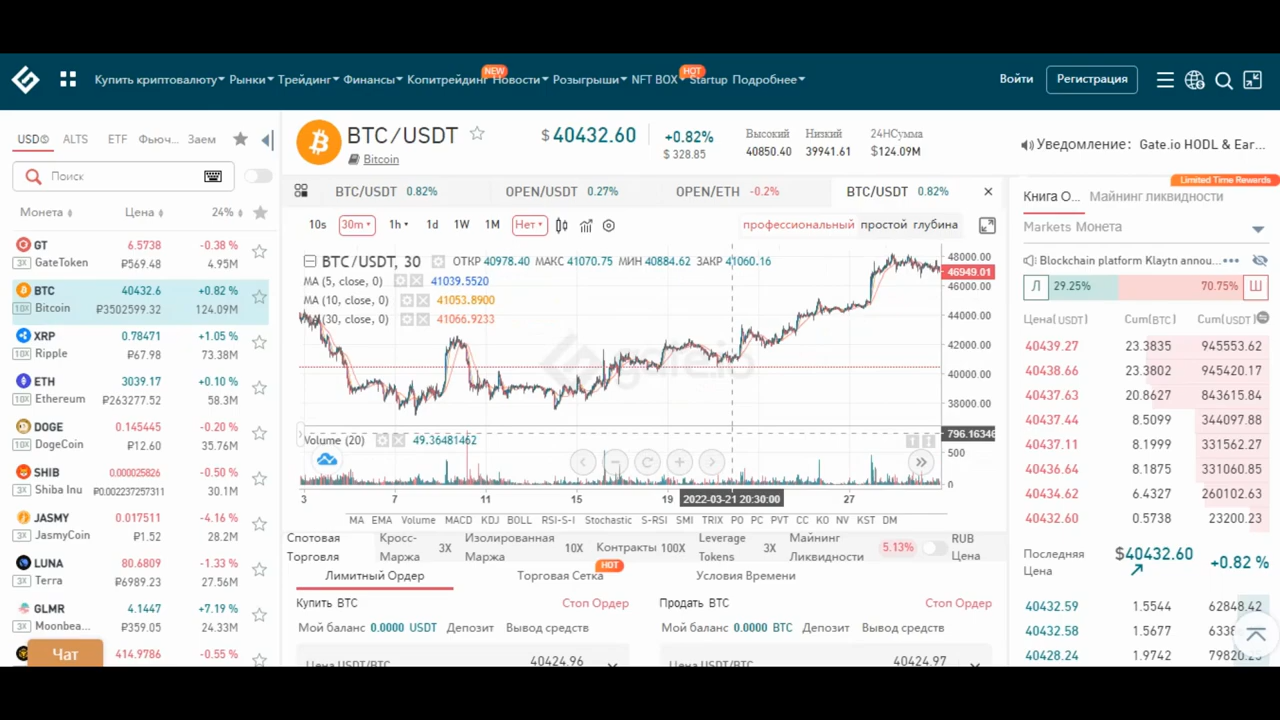 Купить криптовалюту Рынки Трейдинг Финансы Копитрейдинг NEW Новости Розыгрыши NFT BOX HOT Startup Подробнее Войти Регистрация
USDⓈ ALTS ETF Фьюч... Заем
Поиск
Монета Цена 24%
GT 6.5738 -0.38 %
3X GateToken ₽569.48 4.95M
BTC 40432.6 +0.82 %
10X Bitcoin ₽3502599.32 124.09M
XRP 0.78471 +1.05 %
10X Ripple ₽67.98 73.38M
ETH 3039.17 +0.10 %
10X Ethereum ₽263277.52 58.3M
DOGE 0.145445 -0.20 %
3X DogeCoin ₽12.60 35.76M
SHIB 0.000025826 -0.50 %
3X Shiba Inu ₽0.002237257311 30.1M
JASMY 0.017511 -4.16 %
3X JasmyCoin ₽1.52 28.2M
LUNA 80.6809 -1.33 %
3X Terra ₽6989.23 27.56M
GLMR 4.1447 +7.19 %
3X Moonbea... ₽359.05 24.33M
414.9786 -0.55 %
Чат
BTC/USDT $ 40432.60 +0.82% Высокий Низкий 24НСумма
Bitcoin $ 328.85 40850.40 39941.61 $124.09M
BTC/USDT 0.82% OPEN/USDT 0.27% OPEN/ETH -0.2% BTC/USDT 0.82%
10s 30m 1h 1d 1W 1M Нет профессиональный простой глубина
BTC/USDT, 30 ОТКР 40978.40 МАКС 41070.75 МИН 40884.62 ЗАКР 41060.16
MA (5, close, 0) 41039.5520
MA (10, close, 0) 41053.8900
MA (30, close, 0) 41066.9233
gate.io
48000.00
46949.01
46000.00
44000.00
42000.00
40000.00
38000.00
796.16346
Volume (20) 49.36481462
500
0
3 7 11 15 19 2022-03-21 20:30:00 27
MA EMA Volume MACD KDJ BOLL RSI-S-I Stochastic S-RSI SMI TRIX PO PC PVT CC KO NV KST DM
Спотовая Торговля Кросс-Маржа 3X Изолированная Маржа 10X Контракты 100X Leverage Tokens 3X Майнинг Ликвидности 5.13% RUB Цена
Лимитный Ордер Торговая Сетка HOT Условия Времени
Купить BTC Стоп Ордер Продать BTC Стоп Ордер
Мой баланс 0.0000 USDT Депозит Вывод средств Мой баланс 0.0000 BTC Депозит Вывод средств
Цена USDT/BTC 40424.96 Цена USDT/BTC 40424.97
Уведомление: Gate.io HODL & Ear...
Limited Time Rewards
Книга О... Майнинг ликвидности
Markets Монета
Blockchain platform Klaytn annou...
Л 29.25% 70.75% Ш
Цена(USDT) Cum(BTC) Cum(USDT)
40439.27 23.3835 945553.62
40438.66 23.3802 945420.17
40437.63 20.8627 843615.84
40437.44 8.5099 344097.88
40437.11 8.1999 331562.27
40436.64 8.1875 331060.85
40434.62 6.4327 260102.63
40432.60 0.5738 23200.23
Последняя Цена $40432.60 +0.82 %
40432.59 1.5544 62848.42
40432.58 1.5677
40428.24 1.9742